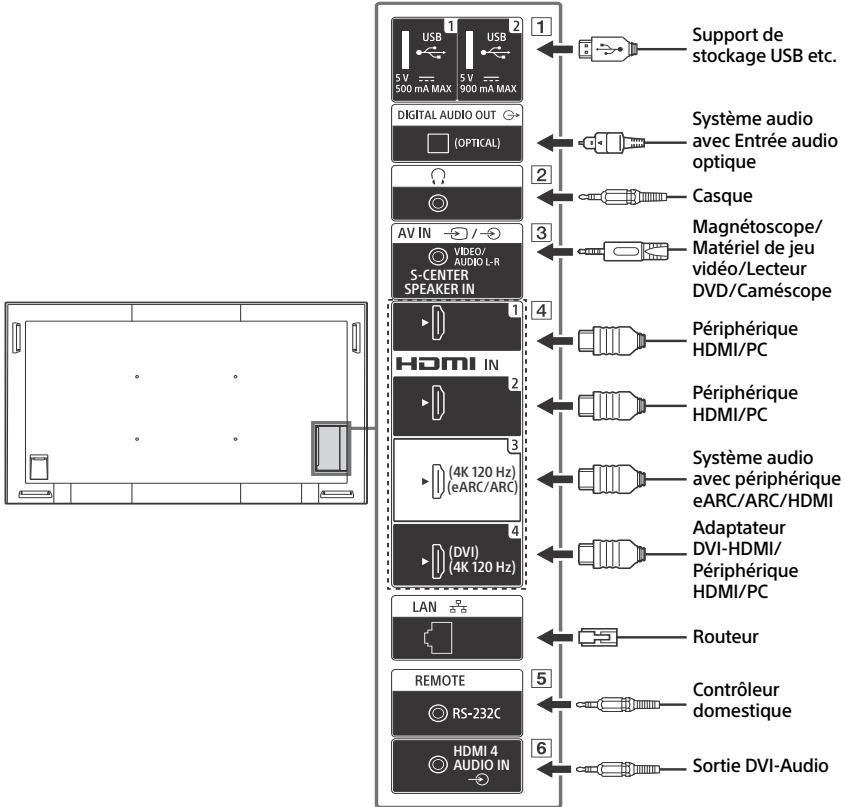 1
USB
2
USB
1
5 V
500 mA MAX
5 V
900 mA MAX
Support de
stockage USB etc.
DIGITAL AUDIO OUT
(OPTICAL)
Système audio
avec Entrée audio
optique
2
Casque
AV IN /
3
VIDEO/
AUDIO L-R
S-CENTER
SPEAKER IN
Magnétoscope/
Matériel de jeu
vidéo/Lecteur
DVD/Caméscope
1
4
Périphérique
HDMI/PC
HDMI IN
2
Périphérique
HDMI/PC
3
(4K 120 Hz)
(eARC/ARC)
Système audio
avec périphérique
eARC/ARC/HDMI
4
(DVI)
(4K 120 Hz)
Adaptateur
DVI-HDMI/
Périphérique
HDMI/PC
LAN
Routeur
REMOTE
5
RS-232C
Contrôleur
domestique
6
HDMI 4
AUDIO IN
Sortie DVI-Audio